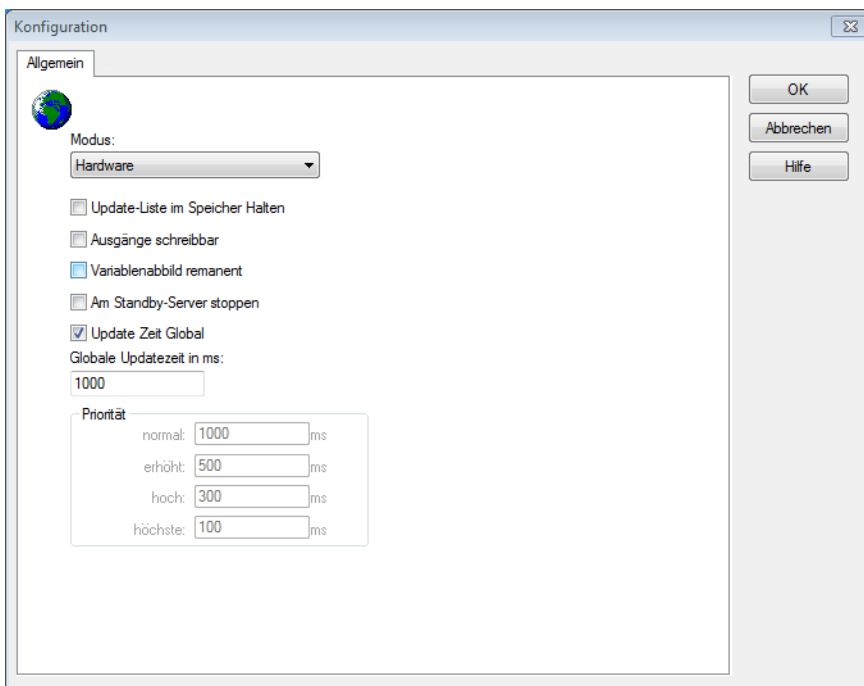 Konfiguration
Allgemein
OK
Abbrechen
Hilfe
Modus:
Hardware
Update-Liste im Speicher Halten
Ausgänge schreibbar
Variablenabbild remanent
Am Standby-Server stoppen
Update Zeit Global
Globale Updatezeit in ms:
1000
Priorität
normal: 1000 ms
erhöht: 500 ms
hoch: 300 ms
höchste: 100 ms